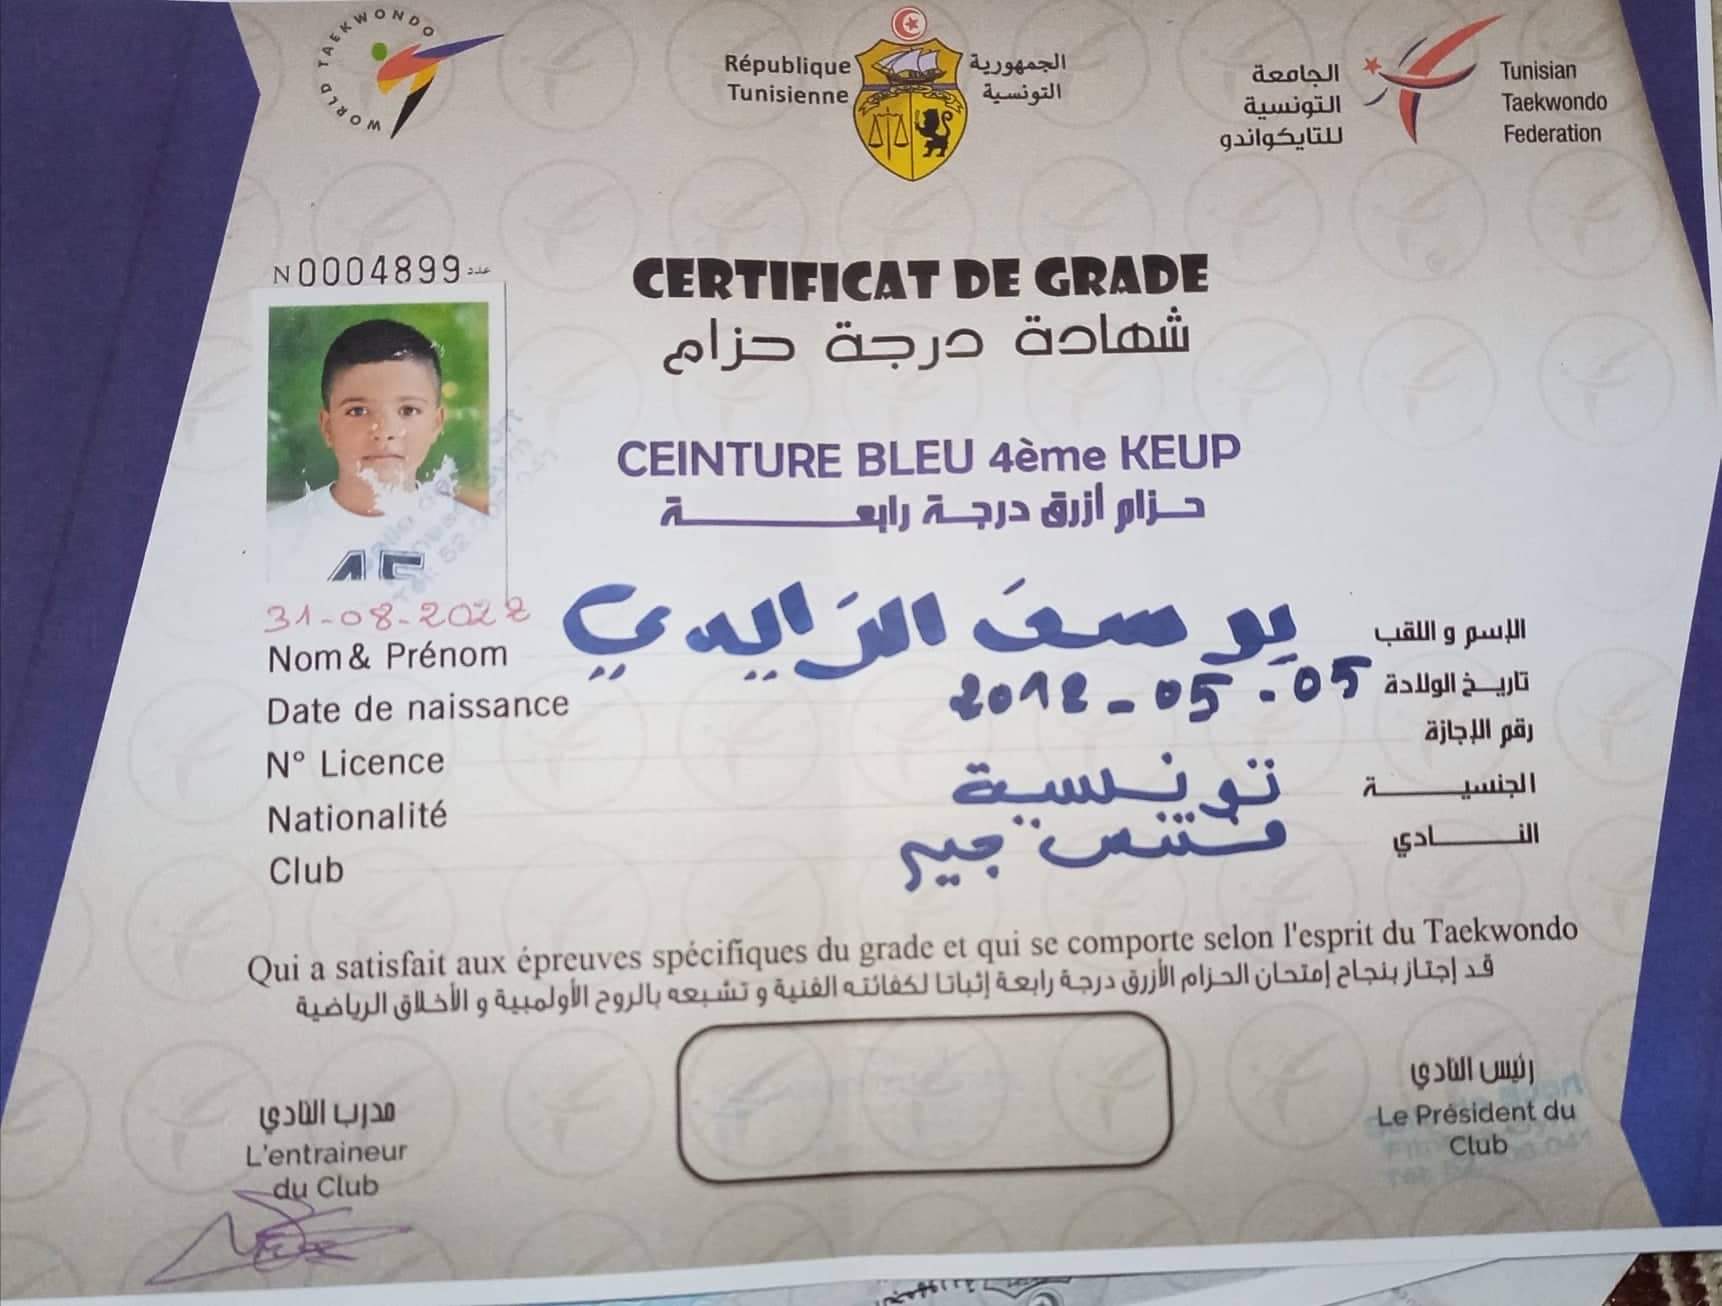 WORLD TAEKWONDO
République
Tunisienne
الجمهورية
التونسية
الجامعة
التونسية
للتايكواندو
Tunisian
Taekwondo
Federation
N0004899 عدد
CERTIFICAT DE GRADE
شهادة درجة حزام
CEINTURE BLEU 4ème KEUP
حزام أزرق درجة رابعة
45
31-08-2022
Nom & Prénom يوسف الزايدي الإسم و اللقب
Date de naissance 2012-05-05 تاريخ الولادة
N° Licence رقم الإجازة
Nationalité تونسية الجنسية
Club جيم النادي
Qui a satisfait aux épreuves spécifiques du grade et qui se comporte selon l'esprit du Taekwondo
قد إجتاز بنجاح إمتحان الحزام الأزرق درجة رابعة إثباتا لكفائته الفنية و تشبعه بالروح الأولمبية و الأخلاق الرياضية
مدرب النادي
L'entraineur
du Club
رئيس النادي
Le Président du
Club